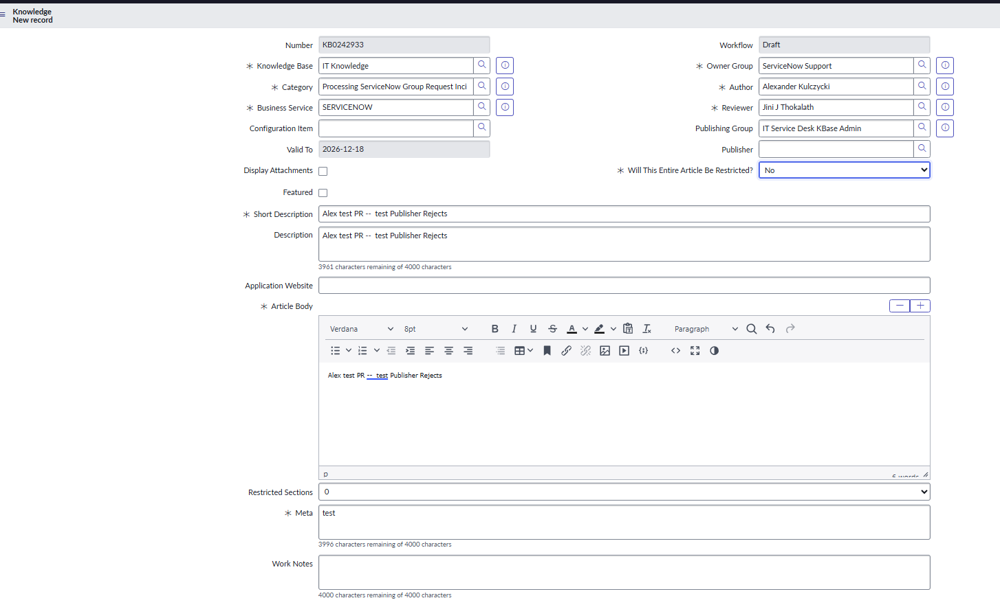 Knowledge
New record
Number KB0242933
Workflow Draft
* Knowledge Base IT Knowledge
* Owner Group ServiceNow Support
* Category Processing ServiceNow Group Request Inci
* Author Alexander Kulczycki
* Business Service SERVICENOW
* Reviewer Jini J Thokalath
Configuration Item
Publishing Group IT Service Desk KBase Admin
Valid To 2026-12-18
Publisher
Display Attachments
* Will This Entire Article Be Restricted? No
Featured
* Short Description Alex test PR --  test Publisher Rejects
Description Alex test PR --  test Publisher Rejects
3961 characters remaining of 4000 characters
Application Website
* Article Body
Verdana 8pt B I U S A Paragraph
Alex test PR --  test Publisher Rejects
p 6 words
Restricted Sections 0
* Meta test
3996 characters remaining of 4000 characters
Work Notes
4000 characters remaining of 4000 characters